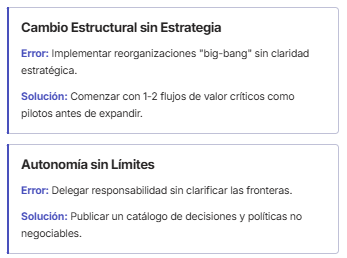 Cambio Estructural sin Estrategia
Error: Implementar reorganizaciones "big-bang" sin claridad
estratégica.
Solución: Comenzar con 1-2 flujos de valor críticos como
pilotos antes de expandir.
Autonomía sin Límites
Error: Delegar responsabilidad sin clarificar las fronteras.
Solución: Publicar un catálogo de decisiones y políticas no
negociables.